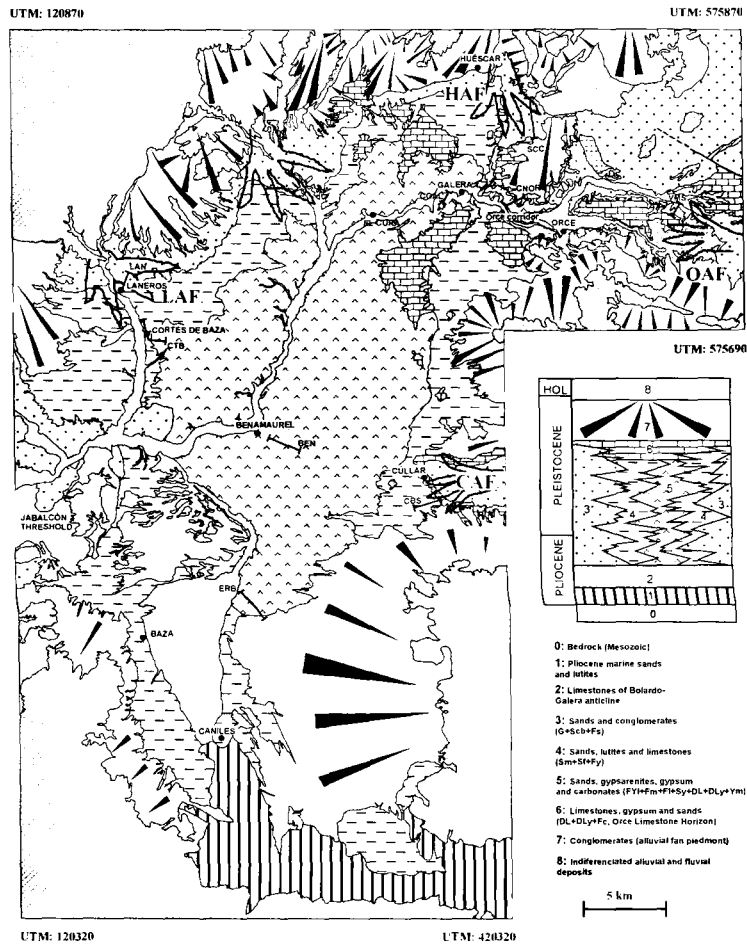 UTM: 120870
UTM: 575870
HUÉSCAR
HAF
SCC
GALERA
CNOR
EL CURA
Orce corridor
ORCE
OAF
LAN
LANEROS
LAF
CORTES DE BAZA
CTB
UTM: 575690
BENAMAUREL
BEN
CULLAR
CAF
COS
JABALCÓN
THRESHOLD
ERB
BAZA
CANILES
HOL
PLEISTOCENE
PLIOCENE
8
7
6
5
3
4
4
3
2
1
0
0: Bedrock (Mesozoic)
1: Pliocene marine sands
and lutites
2: Limestones of Bolardo-
Galera anticline
3: Sands and conglomerates
(G+Scb+Fs)
4: Sands, lutites and limestones
(Sm+Sf+Fy)
5: Sands, gypsarenites, gypsum
and carbonates (FYl+Fm+Fl+Sy+DL+DLy+Ym)
6: Limestones, gypsum and sands
(DL+DLy+Fc, Orce Limestone Horizon)
7: Conglomerates (alluvial fan piedmont)
8: Indiferenciated alluvial and fluvial
deposits
5 km
UTM: 120320
UTM: 420320